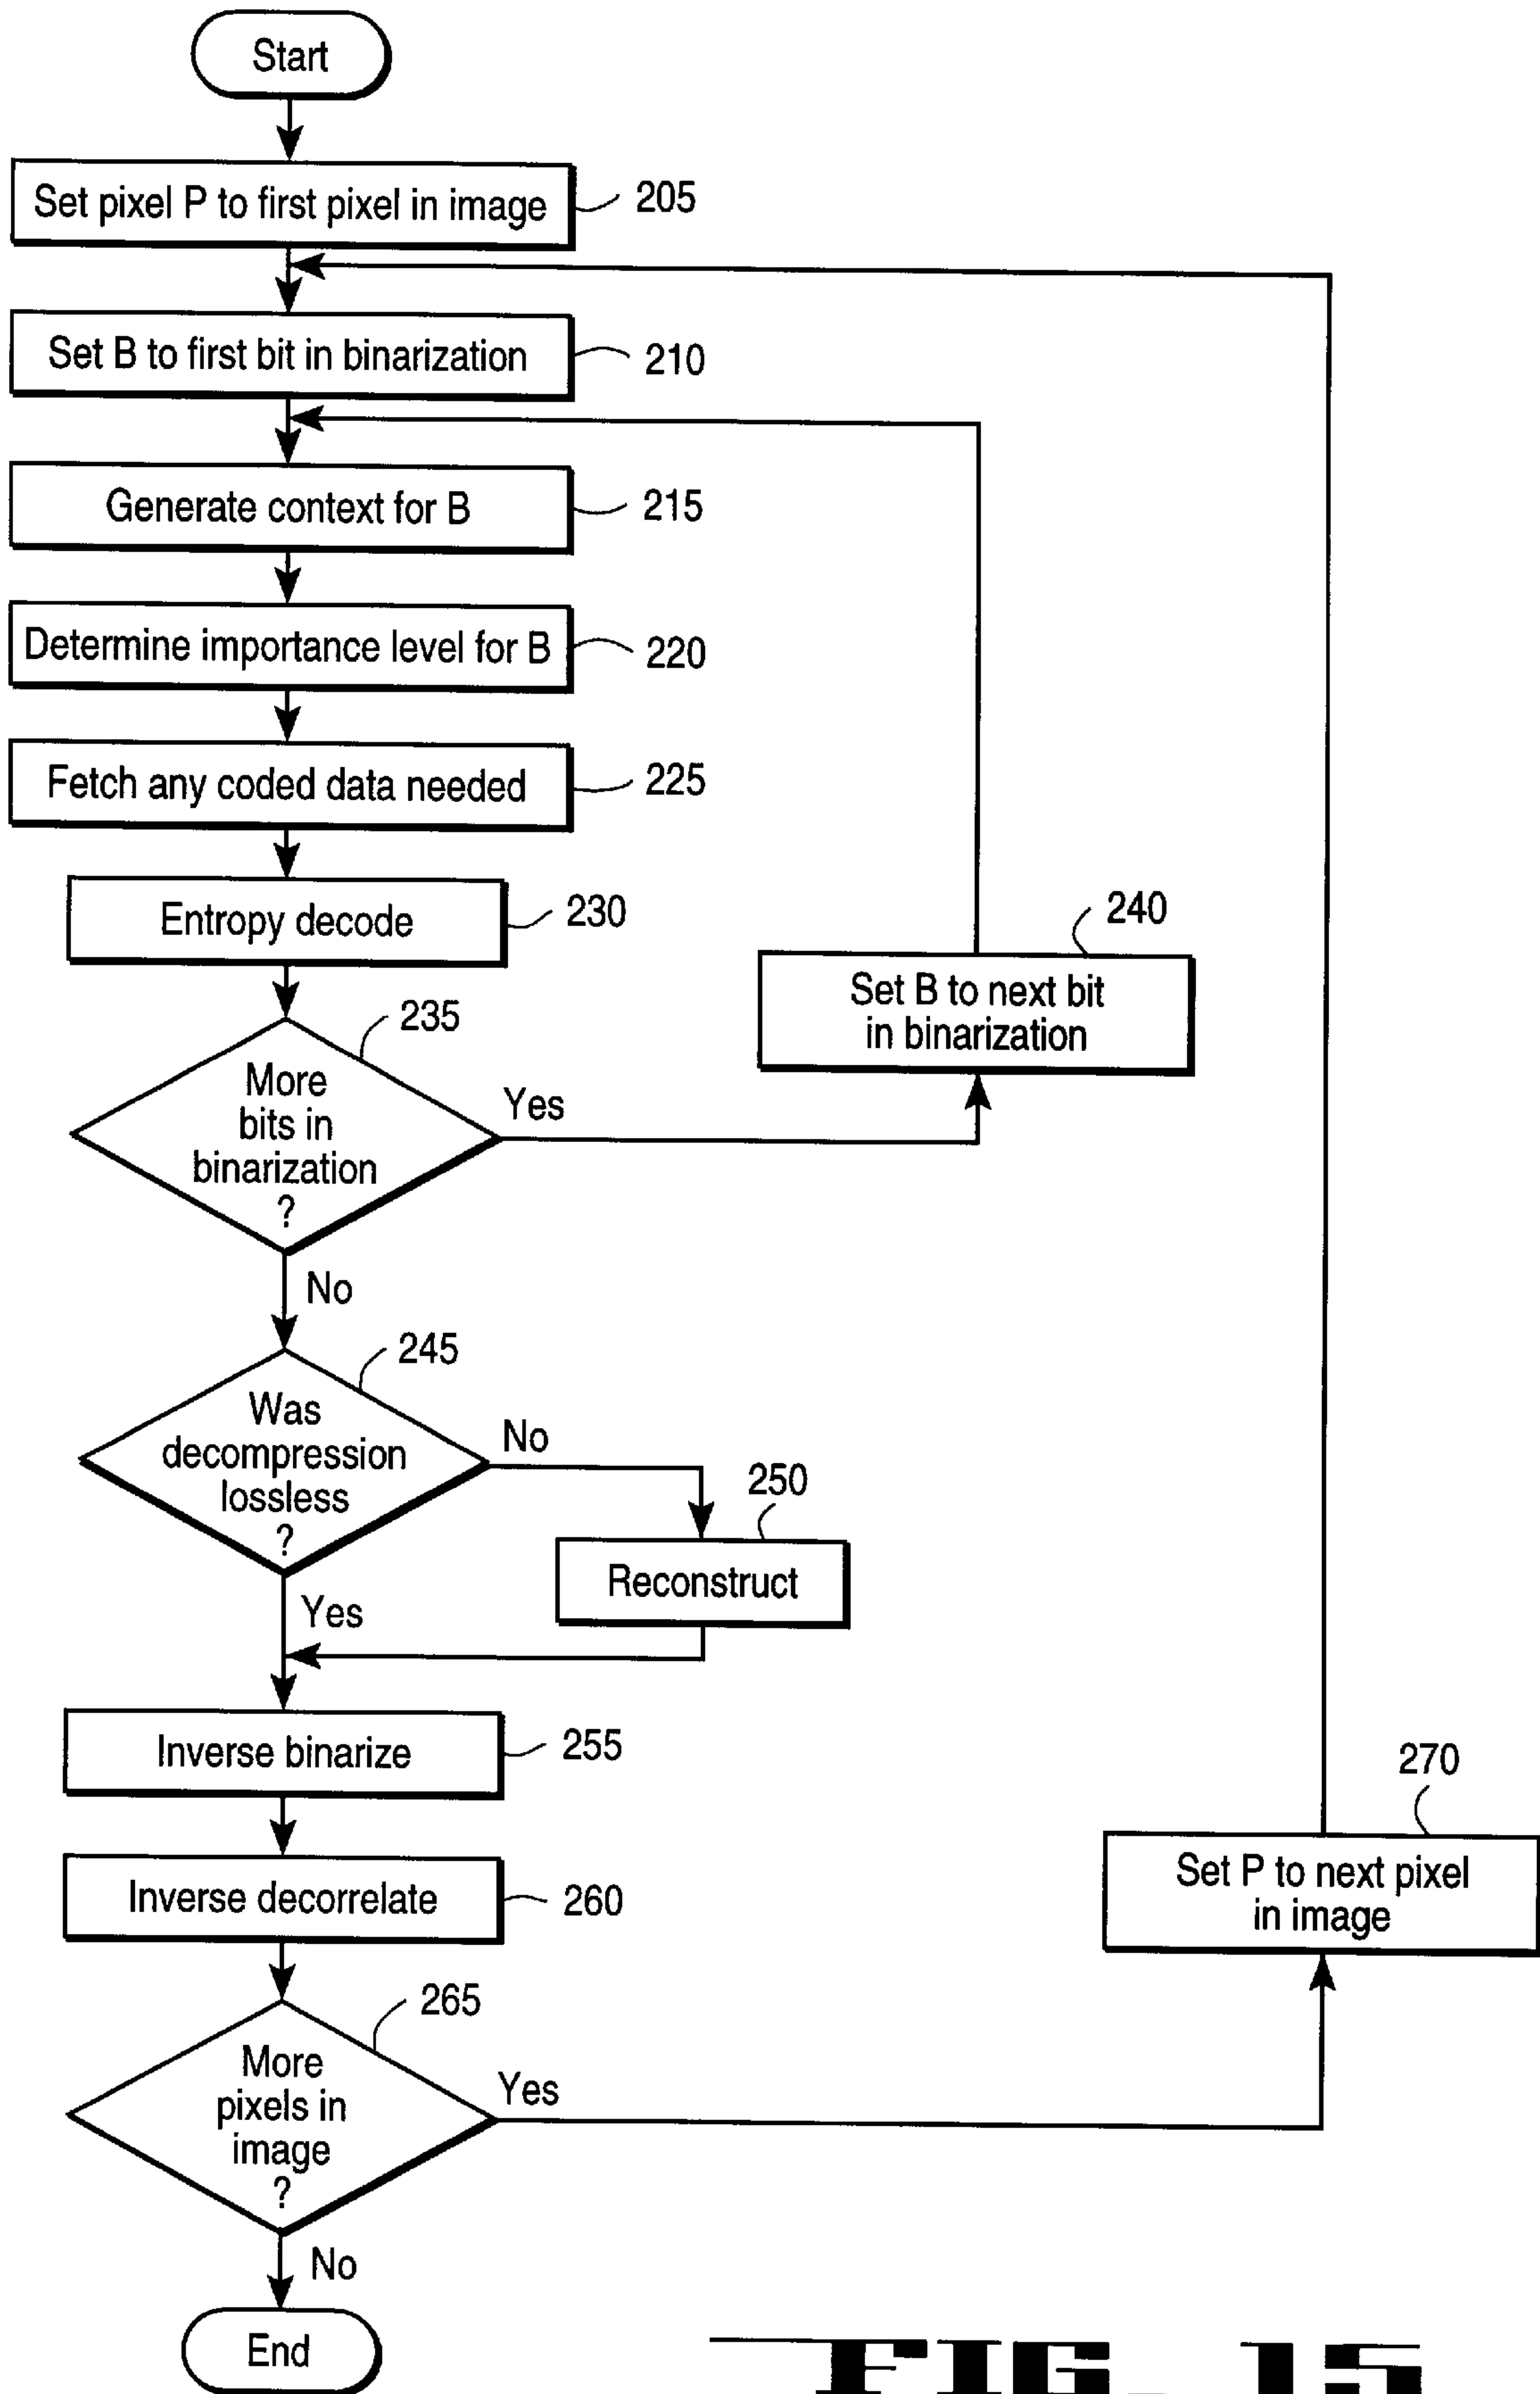 Start
Set pixel P to first pixel in image
205
Set B to first bit in binarization
210
Generate context for B
215
Determine importance level for B
220
Fetch any coded data needed
225
Entropy decode
230
240
Set B to next bit
in binarization
235
More
bits in
binarization
?
Yes
No
245
Was
decompression
lossless
?
No
250
Reconstruct
Yes
Inverse binarize
255
270
Set P to next pixel
in image
Inverse decorrelate
260
265
More
pixels in
image
?
Yes
No
End
FIG. 15